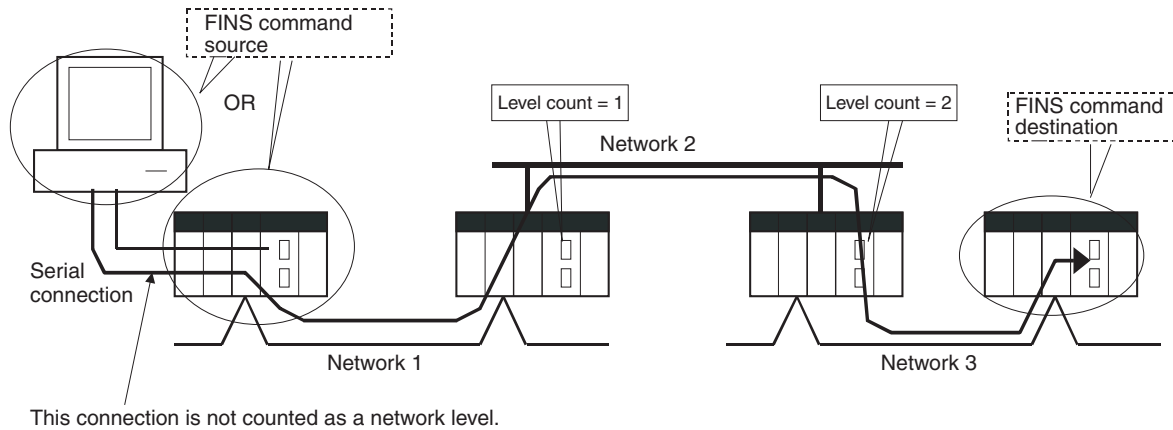 FINS command
source
OR
Level count = 1
Level count = 2
FINS command
destination
Network 2
Serial
connection
Network 1
Network 3
This connection is not counted as a network level.